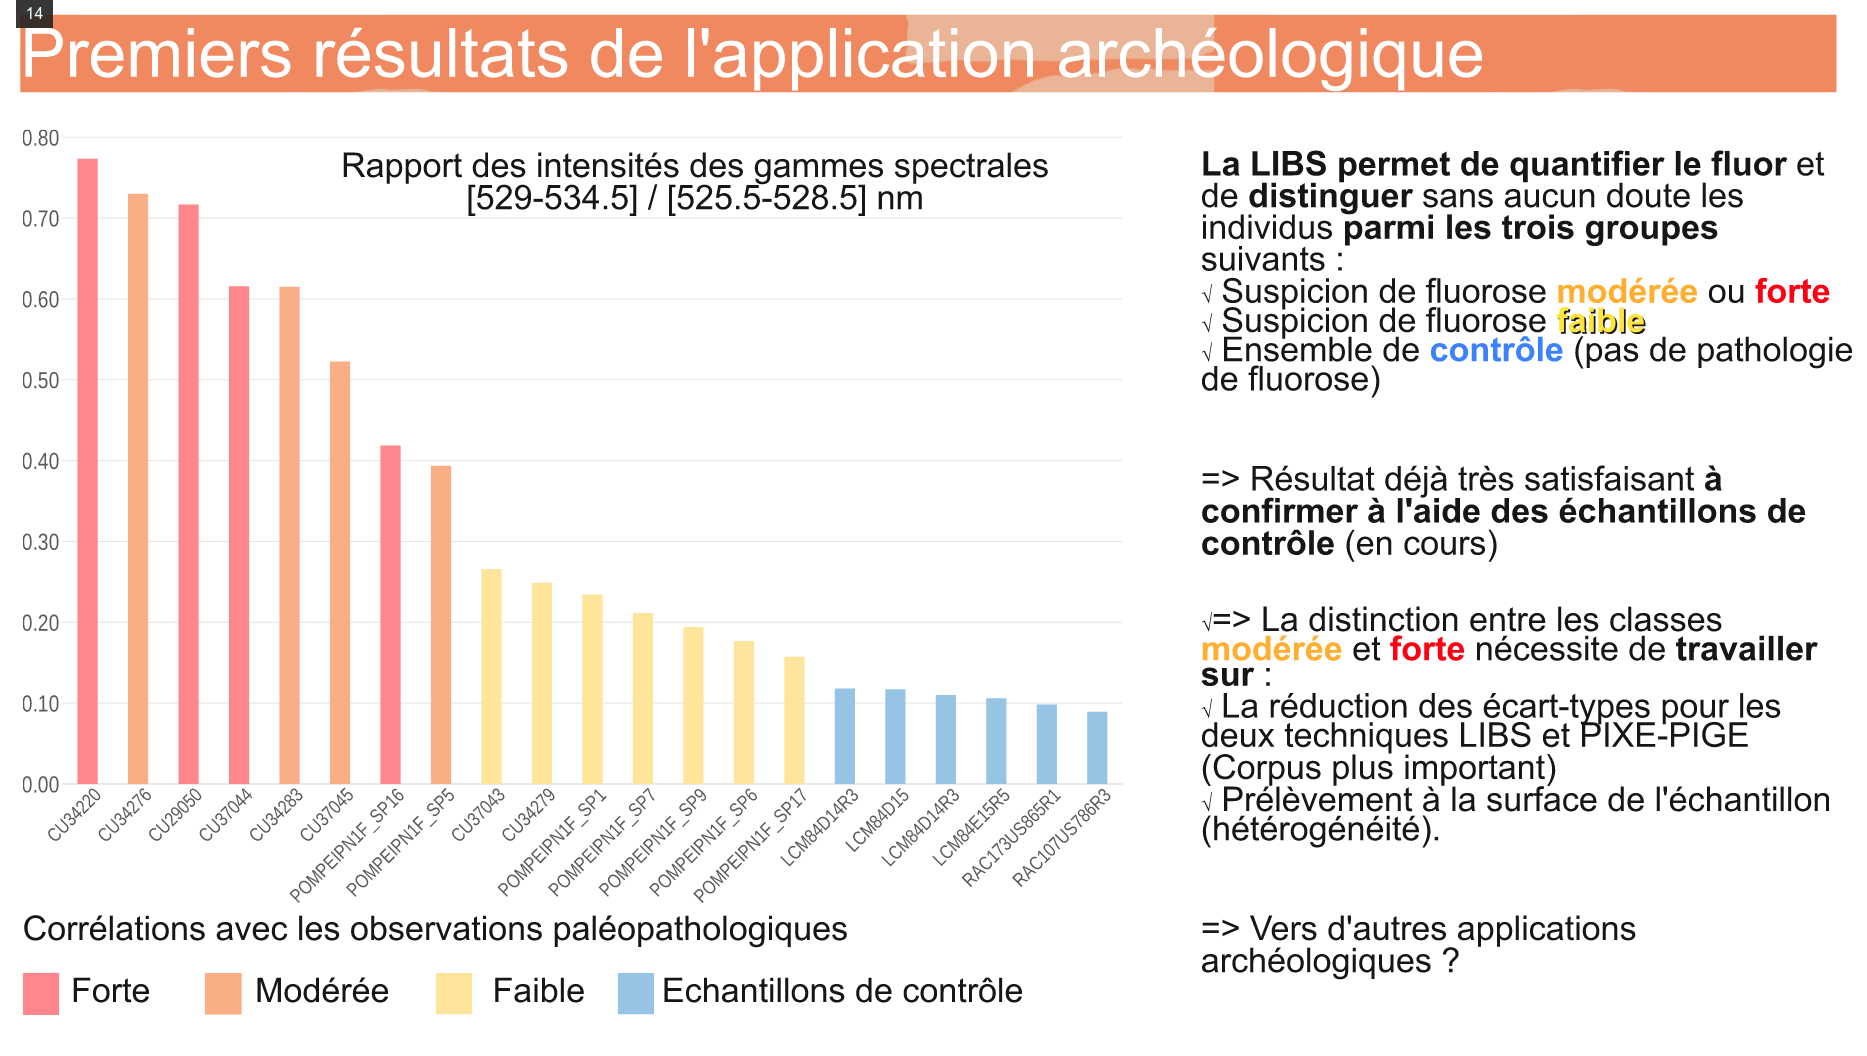 14
Premiers résultats de l'application archéologique
Rapport des intensités des gammes spectrales
[529-534.5] / [525.5-528.5] nm
0.80
0.70
0.60
0.50
0.40
0.30
0.20
0.10
0.00
CU34220
CU34276
CU29050
CU37044
CU34283
CU37045
POMPEIPN1F_SP16
POMPEIPN1F_SP5
CU37043
CU34279
POMPEIPN1F_SP1
POMPEIPN1F_SP7
POMPEIPN1F_SP9
POMPEIPN1F_SP6
POMPEIPN1F_SP17
LCM84D14R3
LCM84D15
LCM84D14R3
LCM84E15R5
RAC173US865R1
RAC107US786R3
Corrélations avec les observations paléopathologiques
Forte
Modérée
Faible
Echantillons de contrôle
La LIBS permet de quantifier le fluor et
de distinguer sans aucun doute les
individus parmi les trois groupes
suivants :
√ Suspicion de fluorose modérée ou forte
√ Suspicion de fluorose faible
√ Ensemble de contrôle (pas de pathologie
de fluorose)
=> Résultat déjà très satisfaisant à
confirmer à l'aide des échantillons de
contrôle (en cours)
√=> La distinction entre les classes
modérée et forte nécessite de travailler
sur :
√ La réduction des écart-types pour les
deux techniques LIBS et PIXE-PIGE
(Corpus plus important)
√ Prélèvement à la surface de l'échantillon
(hétérogénéité).
=> Vers d'autres applications
archéologiques ?